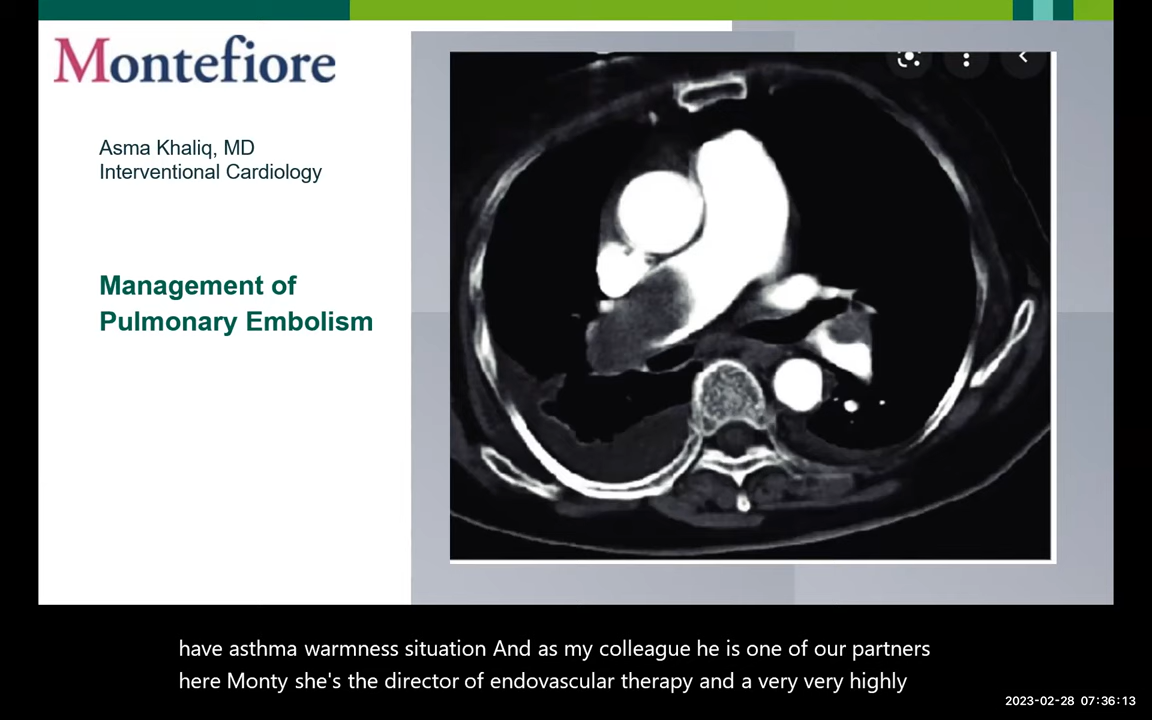 Montefiore
Asma Khaliq, MD
Interventional Cardiology
Management of
Pulmonary Embolism
have asthma warmness situation And as my colleague he is one of our partners
here Monty she's the director of endovascular therapy and a very very highly
2023-02-28 07:36:13